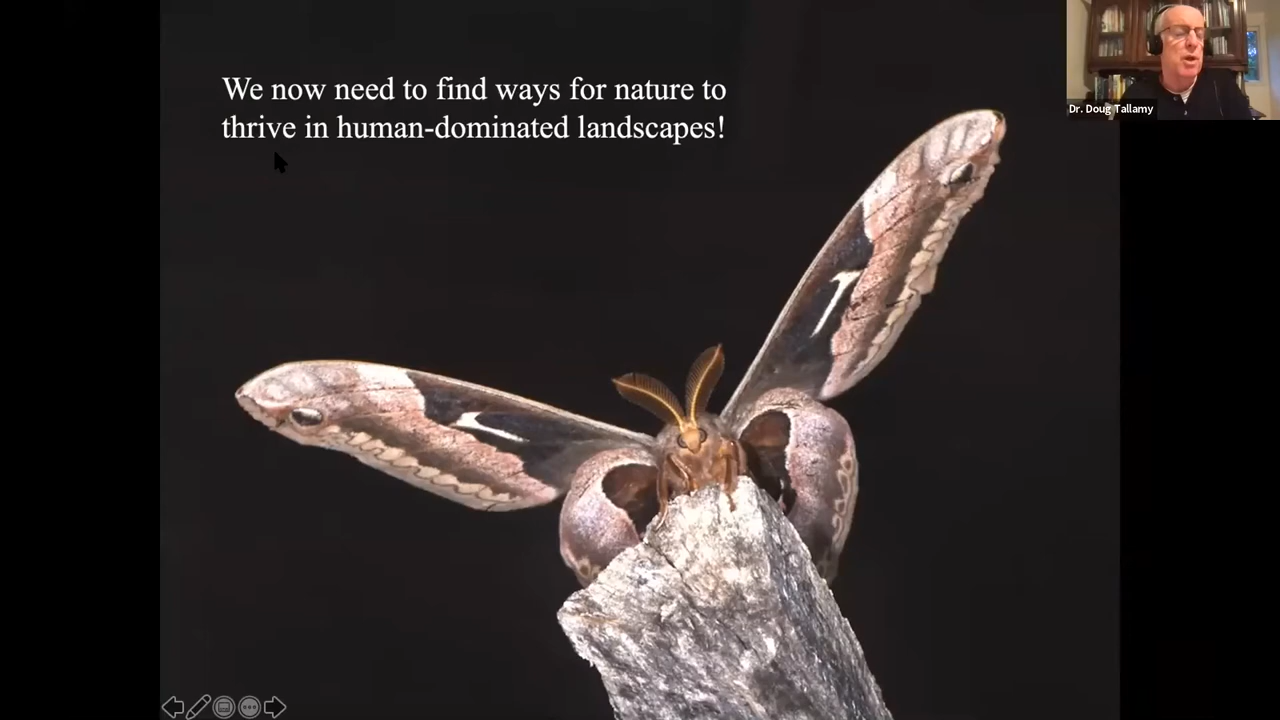 We now need to find ways for nature to
thrive in human-dominated landscapes!
Dr. Doug Tallamy